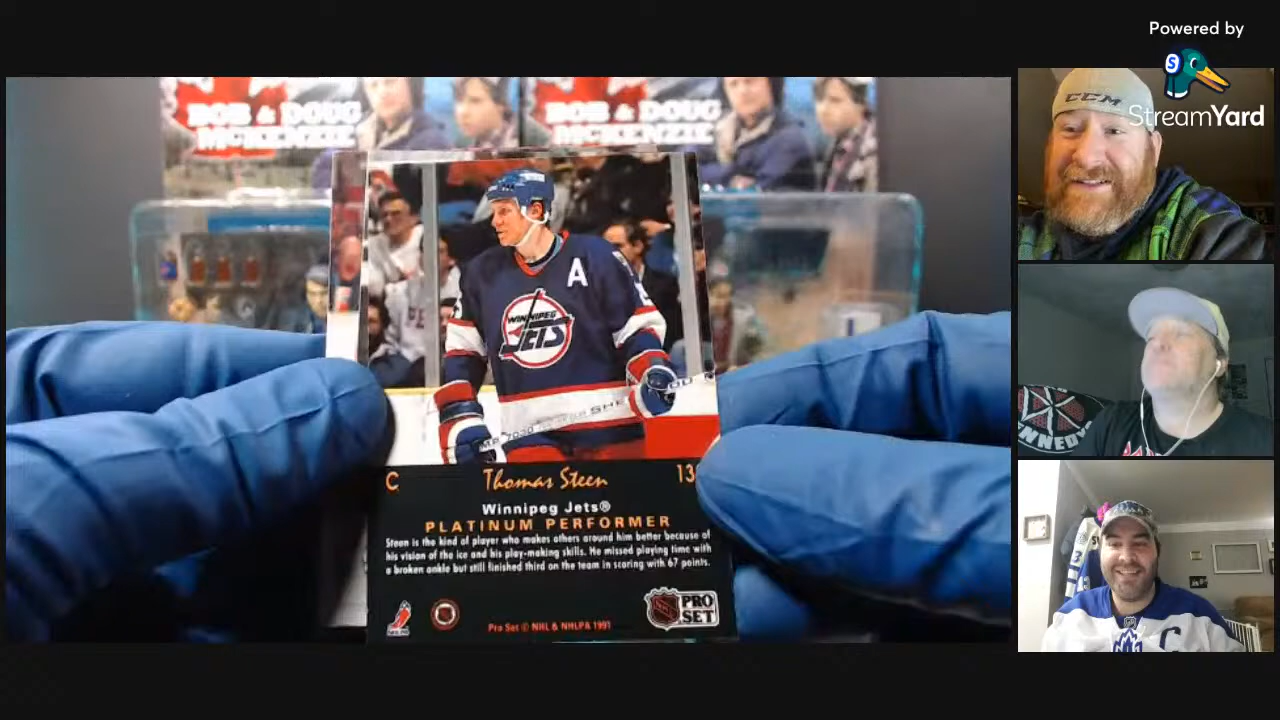 Powered by
StreamYard
BOB & DOUG
MCKENZIE
BOB & DOUG
MCKENZIE
CCM
A
WINNIPEG
JETS
C
Thomas Steen
13
Winnipeg Jets®
PLATINUM PERFORMER
Steen is the kind of player who makes others around him better because of
his vision of the ice and his play-making skills. He missed playing time with
a broken ankle but still finished third on the team in scoring with 67 points.
PRO
SET
Pro Set © NHL & NHLPA 1991
C